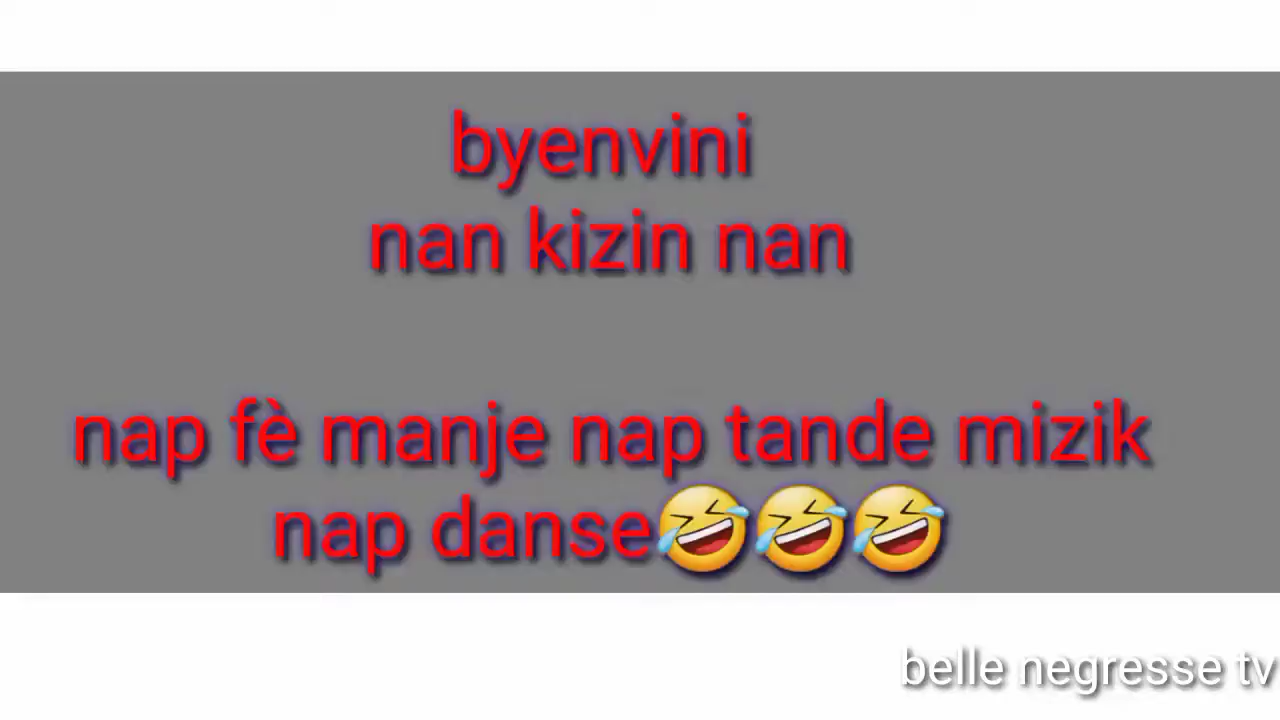 byenvini
nan kizin nan
nap fè manje nap tande mizik
nap danse🤣🤣🤣
belle negresse tv